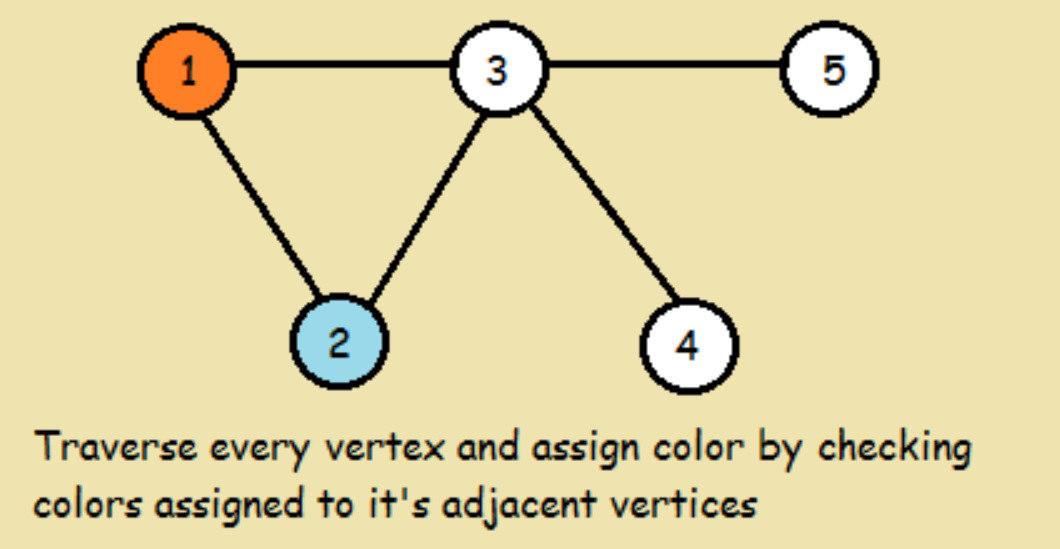 1 3 5
2 4
Traverse every vertex and assign color by checking
colors assigned to it's adjacent vertices